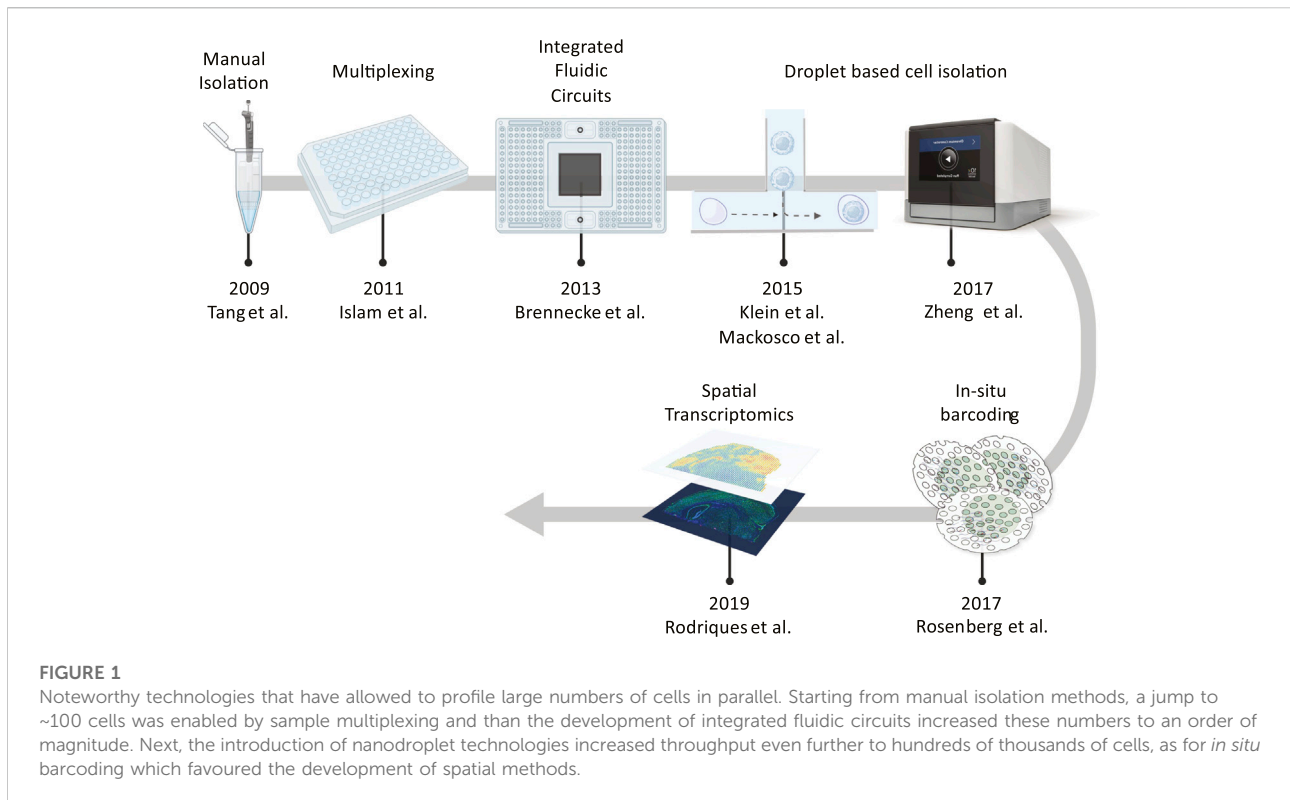 Manual
Isolation
Multiplexing
Integrated
Fluidic
Circuits
Droplet based cell isolation
2009
Tang et al.
2011
Islam et al.
2013
Brennecke et al.
2015
Klein et al.
Mackosco et al.
2017
Zheng et al.
Spatial
Transcriptomics
In-situ
barcoding
2019
Rodriques et al.
2017
Rosenberg et al.
FIGURE 1
Noteworthy technologies that have allowed to profile large numbers of cells in parallel. Starting from manual isolation methods, a jump to
~100 cells was enabled by sample multiplexing and than the development of integrated fluidic circuits increased these numbers to an order of
magnitude. Next, the introduction of nanodroplet technologies increased throughput even further to hundreds of thousands of cells, as for in situ
barcoding which favoured the development of spatial methods.